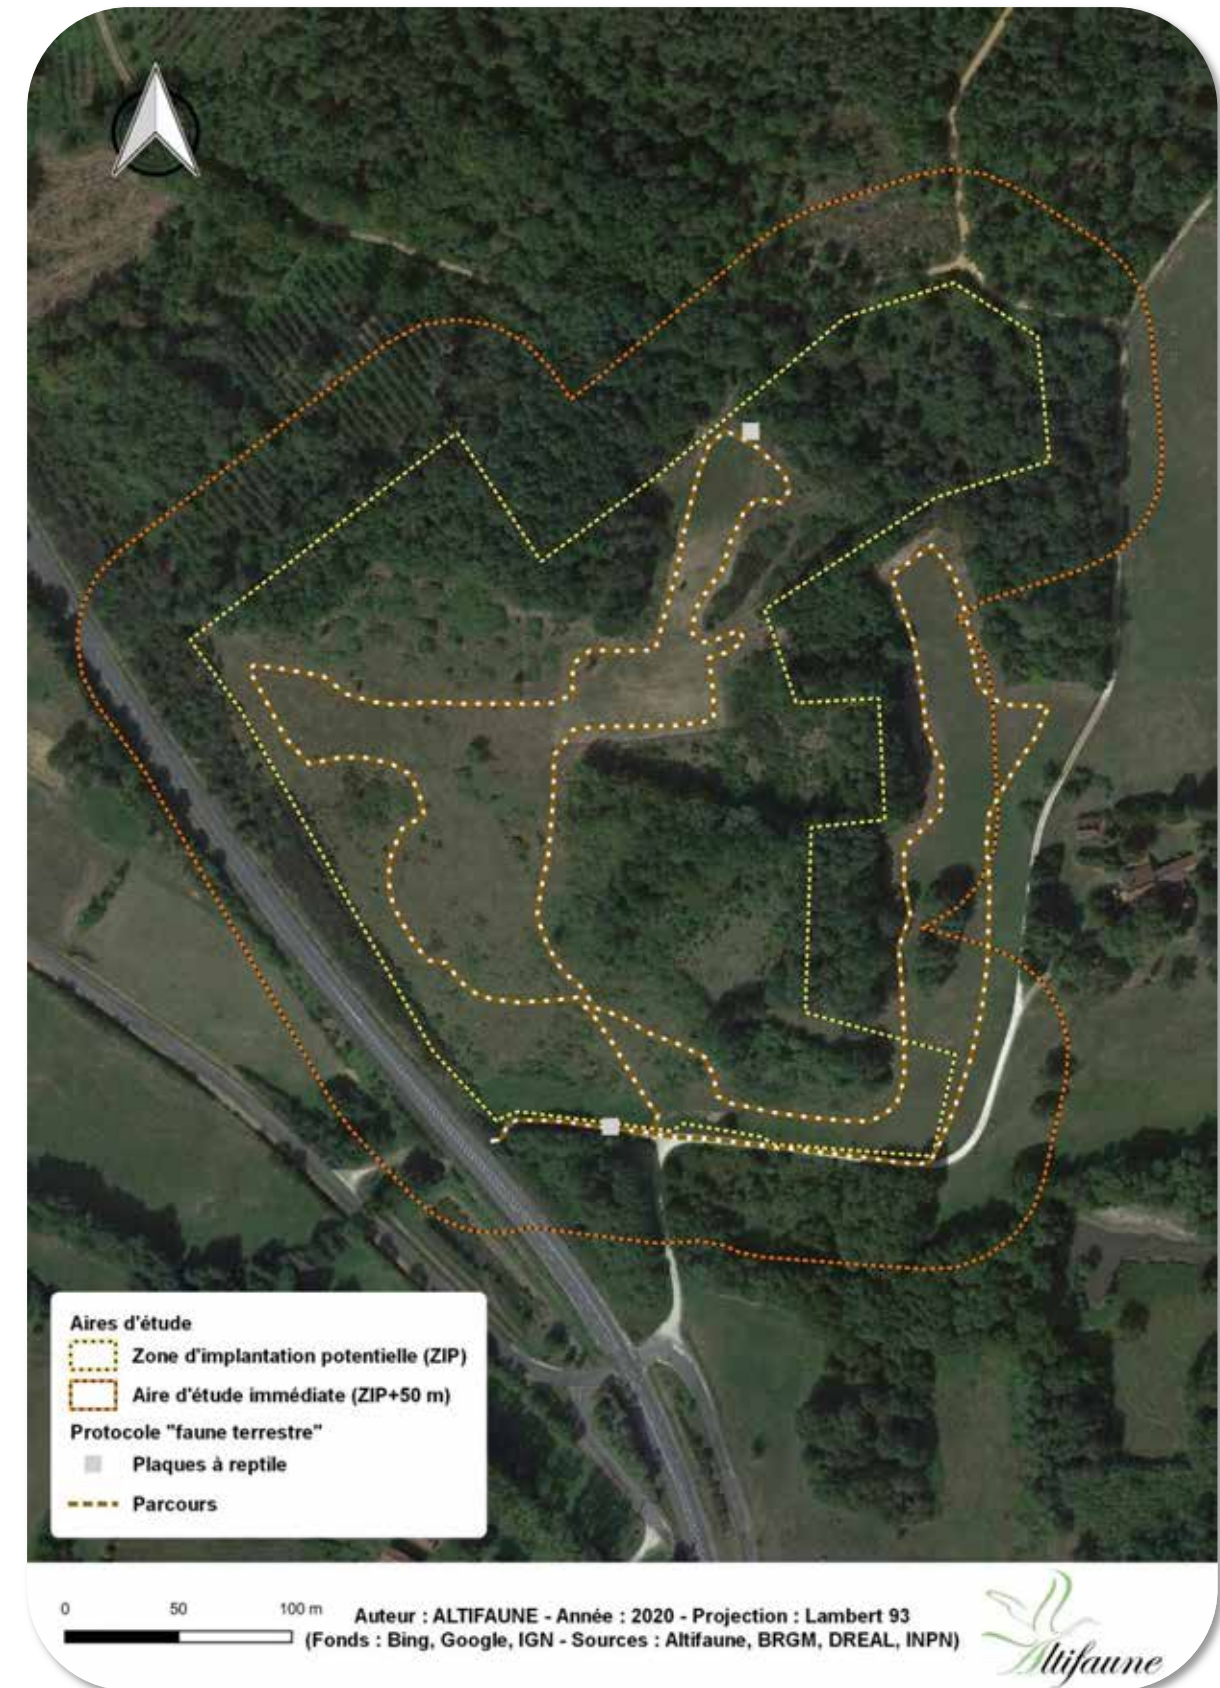 Aires d'étude
Zone d'implantation potentielle (ZIP)
Aire d'étude immédiate (ZIP+50 m)
Protocole "faune terrestre"
Plaques à reptile
Parcours
0 50 100 m
Auteur : ALTIFAUNE - Année : 2020 - Projection : Lambert 93
(Fonds : Bing, Google, IGN - Sources : Altifaune, BRGM, DREAL, INPN)
Altifaune